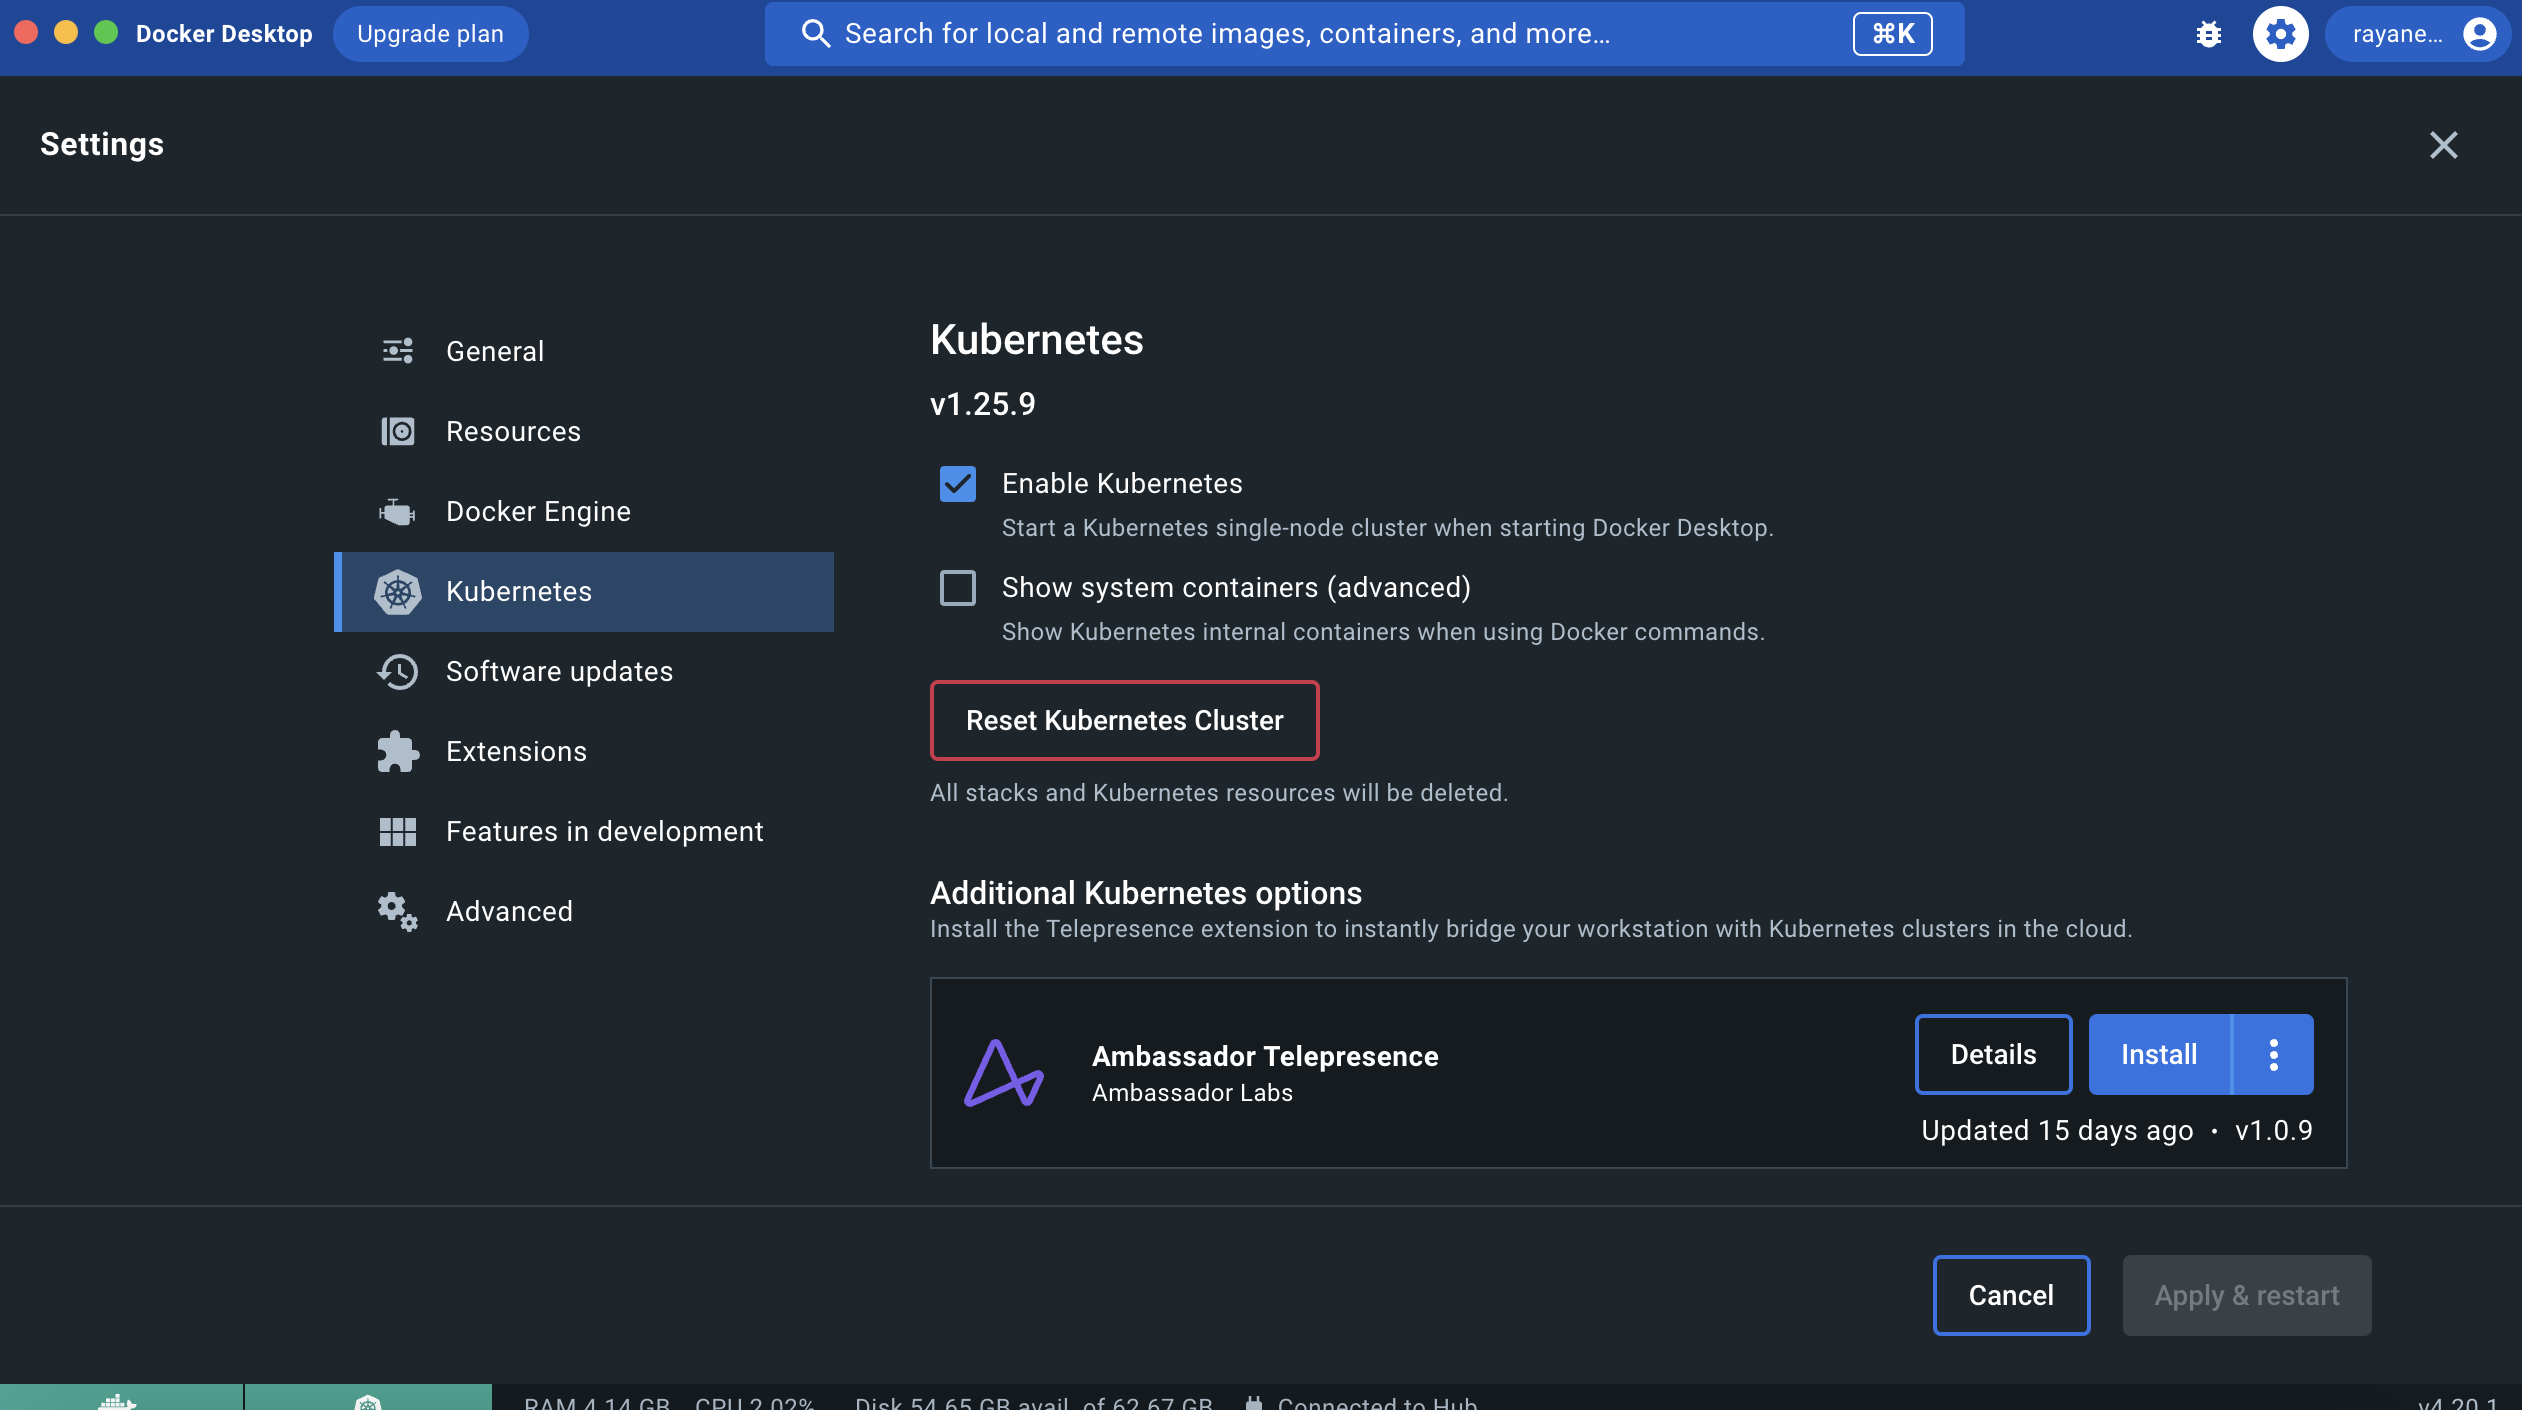 Docker Desktop
Upgrade plan
Search for local and remote images, containers, and more...
⌘K
rayane...
Settings
General
Resources
Docker Engine
Kubernetes
Software updates
Extensions
Features in development
Advanced
Kubernetes
v1.25.9
Enable Kubernetes
Start a Kubernetes single-node cluster when starting Docker Desktop.
Show system containers (advanced)
Show Kubernetes internal containers when using Docker commands.
Reset Kubernetes Cluster
All stacks and Kubernetes resources will be deleted.
Additional Kubernetes options
Install the Telepresence extension to instantly bridge your workstation with Kubernetes clusters in the cloud.
Ambassador Telepresence
Ambassador Labs
Details
Install
Updated 15 days ago • v1.0.9
Cancel
Apply & restart
RAM 4.14 GB CPU 2.02% Disk 54.65 GB avail. of 62.67 GB Connected to Hub
v4.20.1